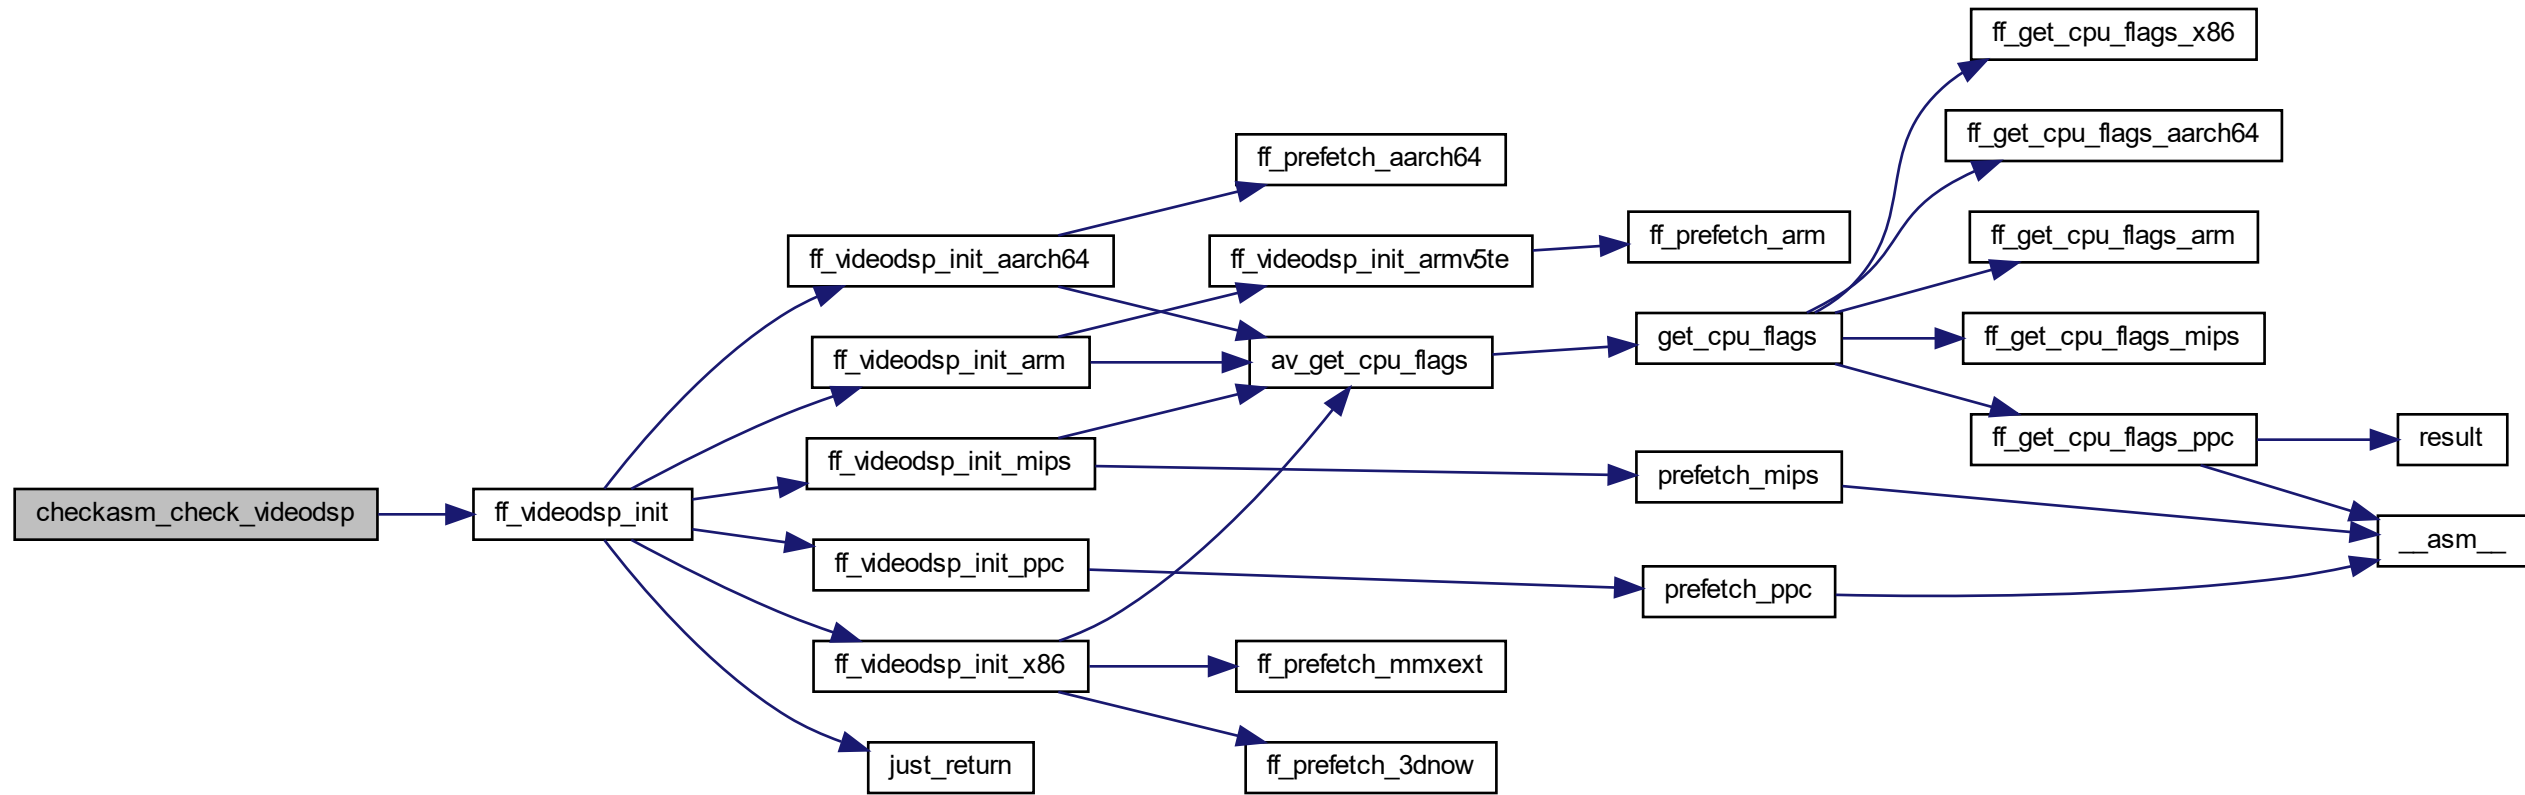 checkasm_check_videodsp
ff_videodsp_init
ff_videodsp_init_aarch64
ff_videodsp_init_arm
ff_videodsp_init_mips
ff_videodsp_init_ppc
ff_videodsp_init_x86
just_return
ff_prefetch_aarch64
ff_videodsp_init_armv5te
av_get_cpu_flags
ff_prefetch_mmxext
ff_prefetch_3dnow
ff_prefetch_arm
get_cpu_flags
prefetch_mips
prefetch_ppc
ff_get_cpu_flags_x86
ff_get_cpu_flags_aarch64
ff_get_cpu_flags_arm
ff_get_cpu_flags_mips
ff_get_cpu_flags_ppc
result
__asm__